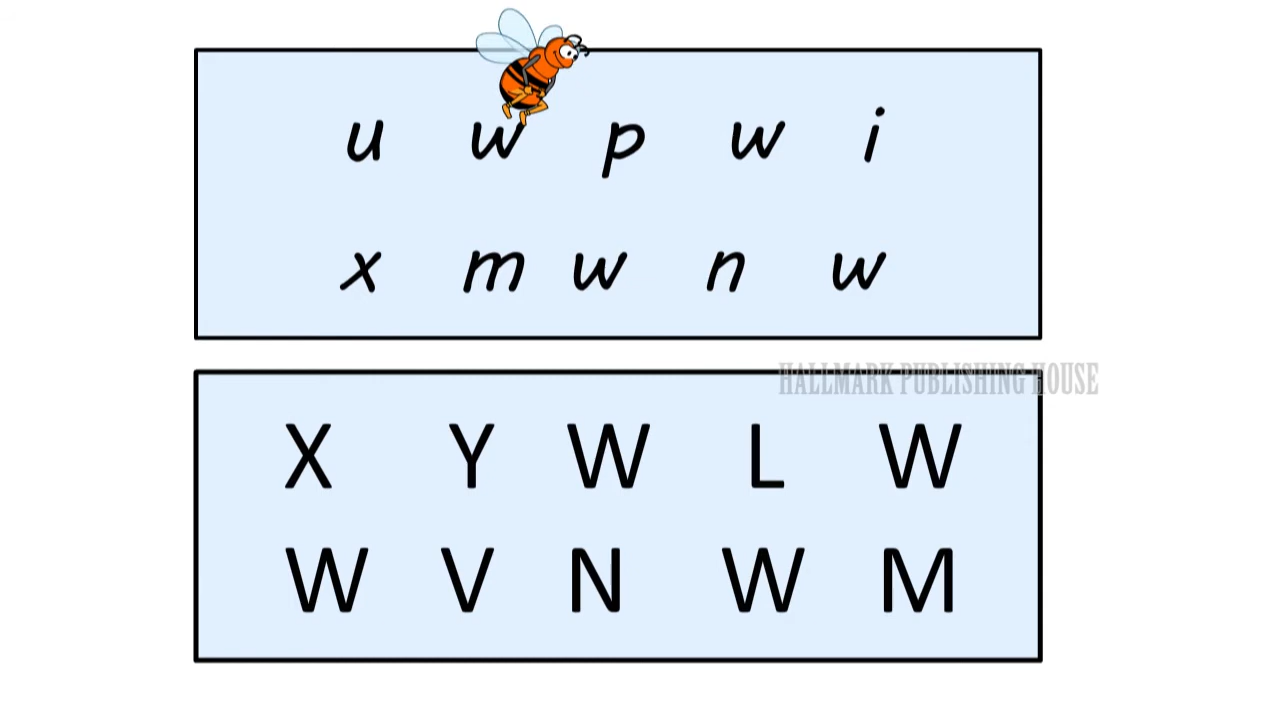 u w p w i
x m w n w
HALLMARK PUBLISHING HOUSE
X Y W L W
W V N W M